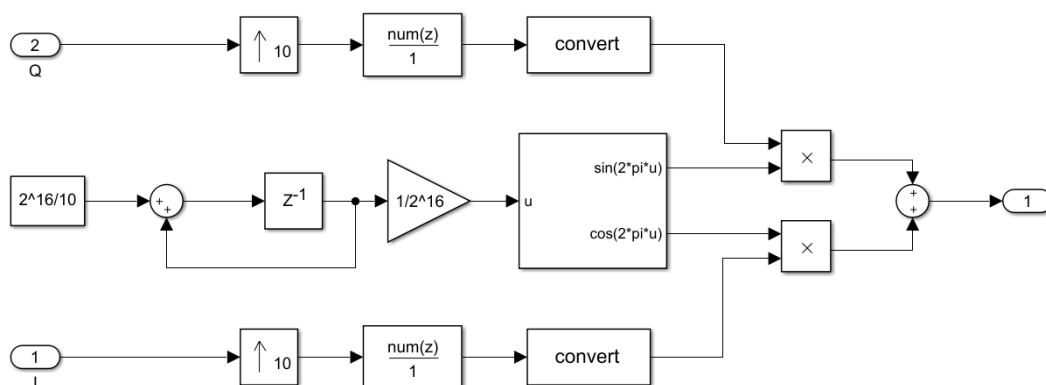 2
Q
↑ 10
num(z)
1
convert
×
2^16/10
+
+
Z-1
1/2^16
u
sin(2*pi*u)
cos(2*pi*u)
×
+
+
1
1
↑ 10
num(z)
1
convert